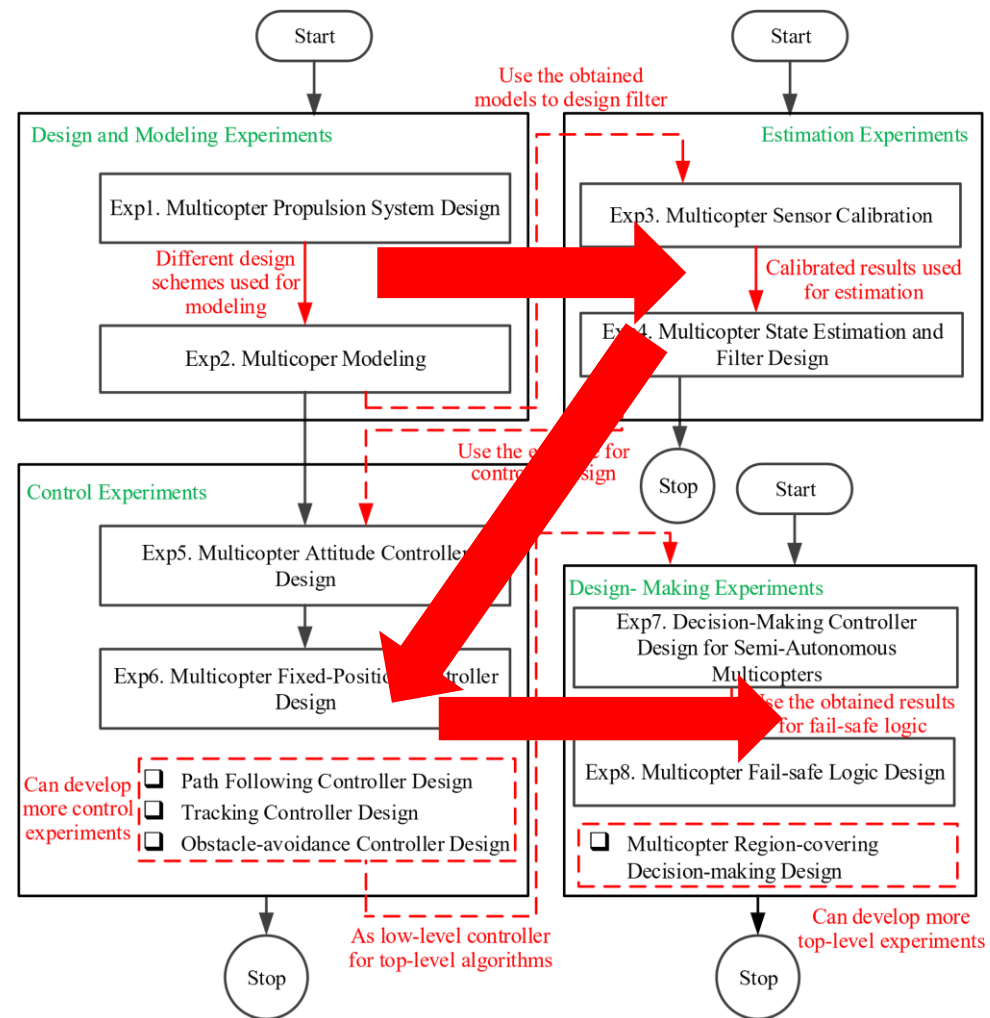 Start
Start
Use the obtained
models to design filter
Design and Modeling Experiments
Estimation Experiments
Exp1. Multicopter Propulsion System Design
Exp3. Multicopter Sensor Calibration
Different design
schemes used for
modeling
Calibrated results used
for estimation
Exp2. Multicoper Modeling
Multicopter State Estimation and
Filter Design
Use the for
Stop
Start
Control Experiments
Exp5. Multicopter Attitude Controller
Design
Design- Making Experiments
Exp7. Decision-Making Controller
Design for Semi-Autonomous
Multicopters
Exp6. Multicopter
Design
Use the obtained results
for fail-safe logic
Exp8. Multicopter Fail-safe Logic Design
Can develop
more control
experiments
Path Following Controller Design
Tracking Controller Design
Obstacle-avoidance Controller Design
Multicopter Region-covering
Decision-making Design
As low-level controller
for top-level algorithms
Can develop more
top-level experiments
Stop
Stop